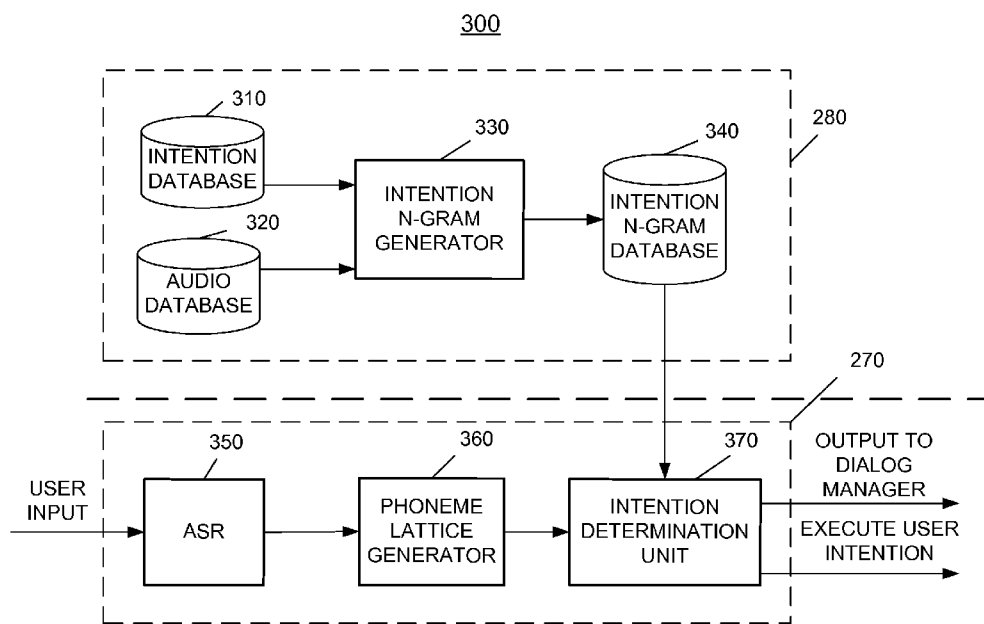 300
310
INTENTION
DATABASE
320
AUDIO
DATABASE
330
INTENTION
N-GRAM
GENERATOR
340
INTENTION
N-GRAM
DATABASE
280
270
USER
INPUT
350
ASR
360
PHONEME
LATTICE
GENERATOR
370
INTENTION
DETERMINATION
UNIT
OUTPUT TO
DIALOG
MANAGER
EXECUTE USER
INTENTION